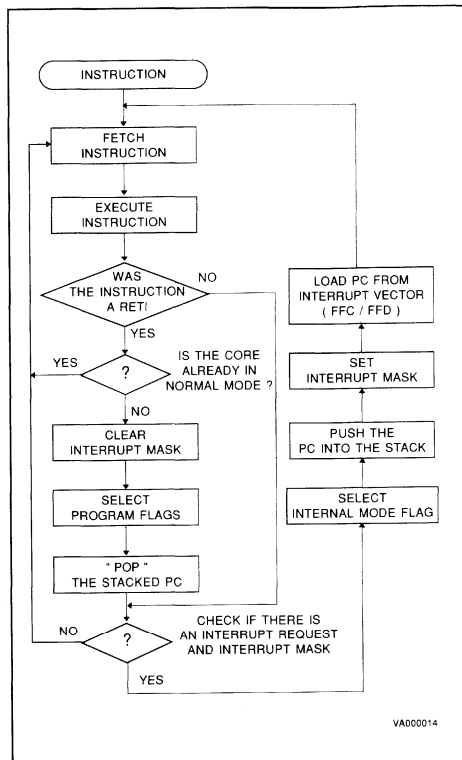 INSTRUCTION
FETCH
INSTRUCTION
EXECUTE
INSTRUCTION
WAS
THE INSTRUCTION
A RETI
NO
YES
YES
?
IS THE CORE
ALREADY IN
NORMAL MODE ?
NO
CLEAR
INTERRUPT MASK
SELECT
PROGRAM FLAGS
" POP "
THE STACKED PC
NO
?
CHECK IF THERE IS
AN INTERRUPT REQUEST
AND INTERRUPT MASK
YES
LOAD PC FROM
INTERRUPT VECTOR
( FFC / FFD )
SET
INTERRUPT MASK
PUSH THE
PC INTO THE STACK
SELECT
INTERNAL MODE FLAG
VA000014